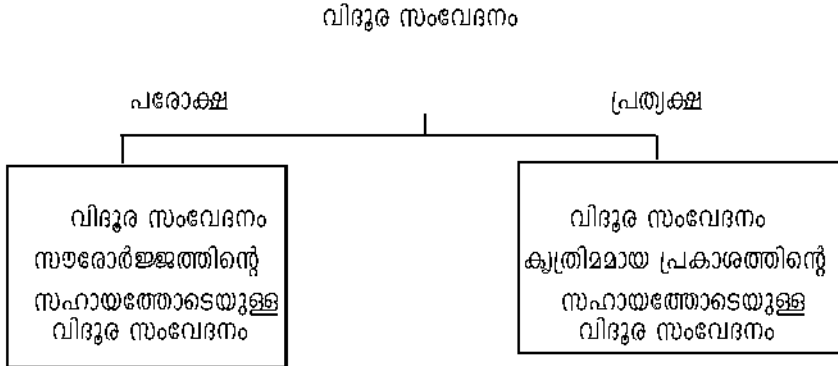 വിദൂര സംവേദനം
പരോക്ഷ
പ്രത്യക്ഷ
വിദൂര സംവേദനം
സൗരോർജ്ജത്തിന്റെ
സഹായത്തോടെയുള്ള
വിദൂര സംവേദനം
വിദൂര സംവേദനം
കൃത്രിമമായ പ്രകാശത്തിന്റെ
സഹായത്തോടെയുള്ള
വിദൂര സംവേദനം